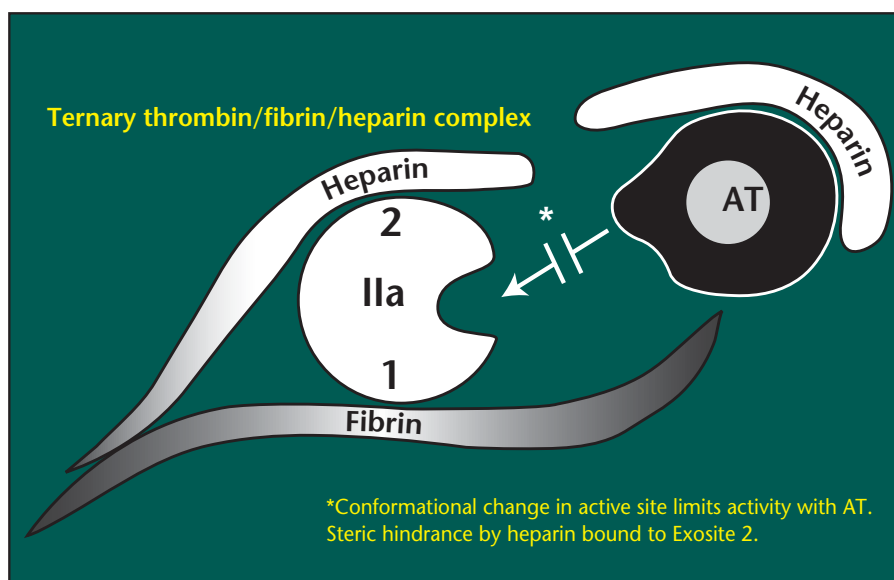 Ternary thrombin/fibrin/heparin complex
Heparin
Heparin
AT
*
2
IIa
1
Fibrin
*Conformational change in active site limits activity with AT.
Steric hindrance by heparin bound to Exosite 2.